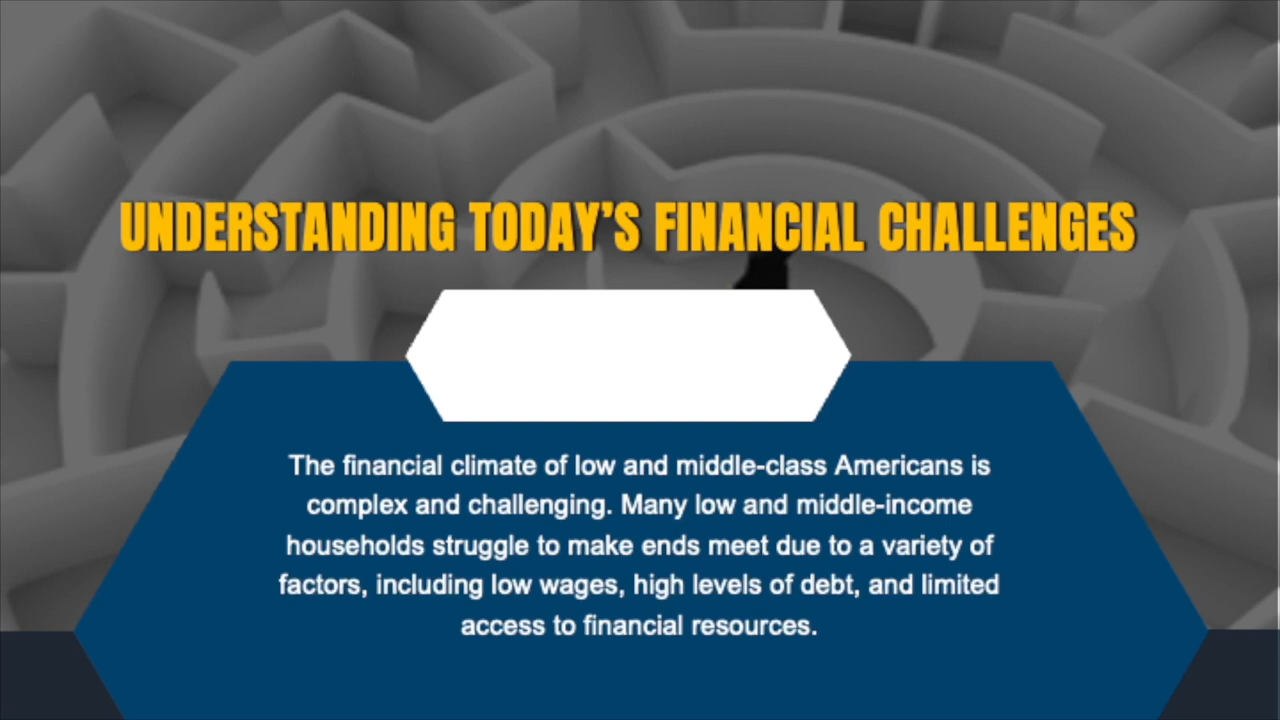 UNDERSTANDING TODAY’S FINANCIAL CHALLENGES
The financial climate of low and middle-class Americans is
complex and challenging. Many low and middle-income
households struggle to make ends meet due to a variety of
factors, including low wages, high levels of debt, and limited
access to financial resources.